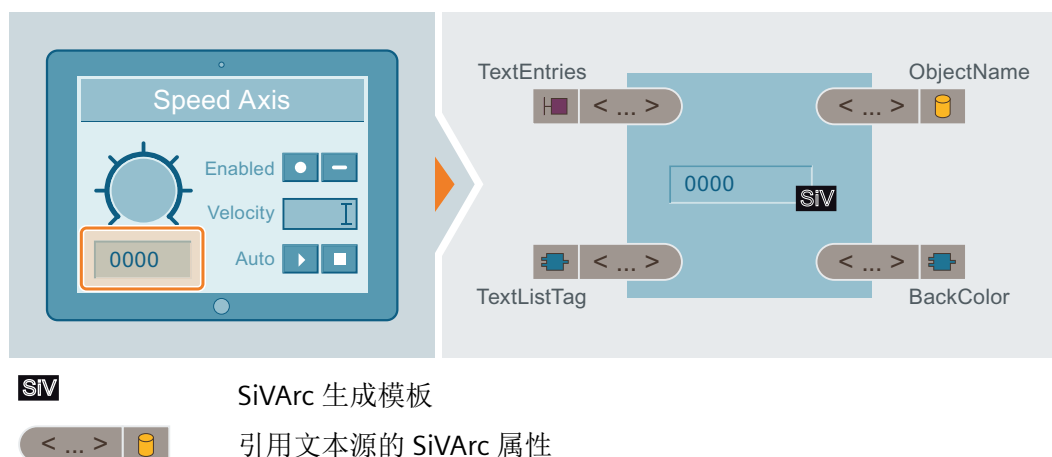 Speed Axis
Enabled
Velocity
0000
Auto
TextEntries
< ... >
ObjectName
< ... >
0000
SiV
< ... >
TextListTag
< ... >
BackColor
SiV
SiVArc 生成模板
< ... >
引用文本源的 SiVArc 属性